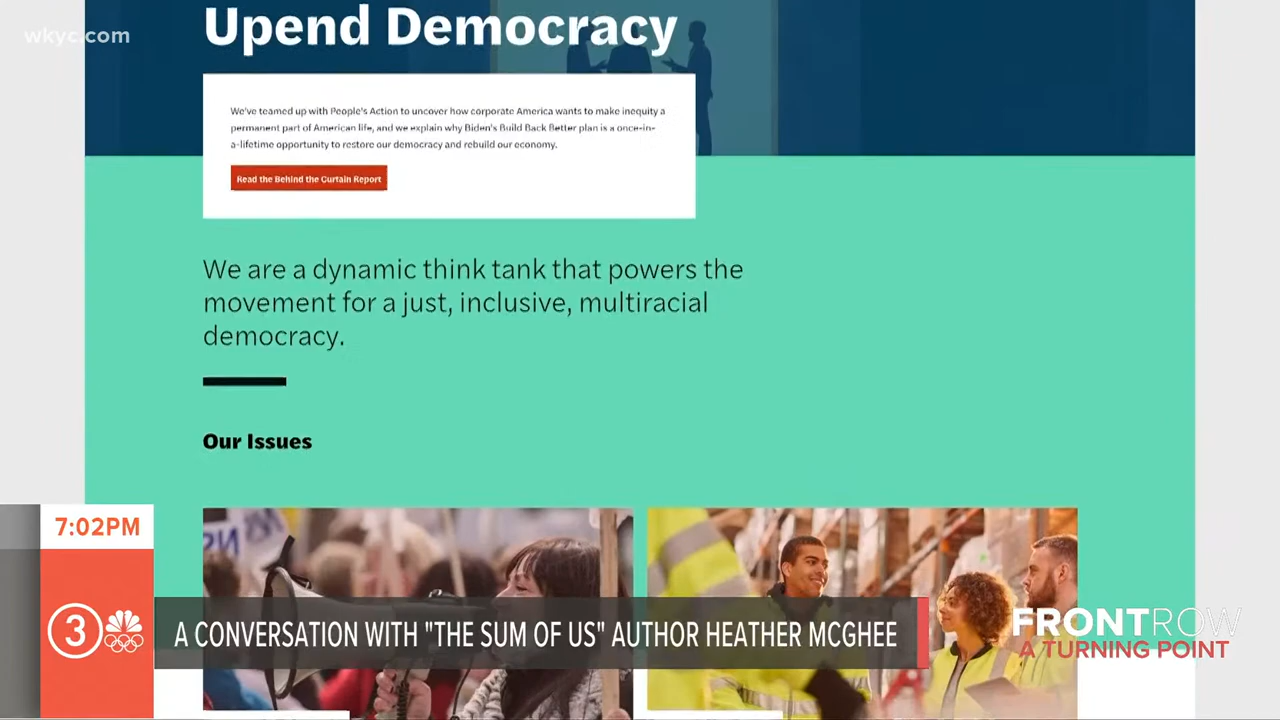 wkyc.com
Upend Democracy
We've teamed up with People's Action to uncover how corporate America wants to make inequity a
permanent part of American life, and we explain why Biden's Build Back Better plan is a once-in-
a-lifetime opportunity to restore our democracy and rebuild our economy.
Read the Behind the Curtain Report
We are a dynamic think tank that powers the
movement for a just, inclusive, multiracial
democracy.
Our Issues
7:02PM
3
A CONVERSATION WITH "THE SUM OF US" AUTHOR HEATHER MCGHEE
FRONTROW
A TURNING POINT